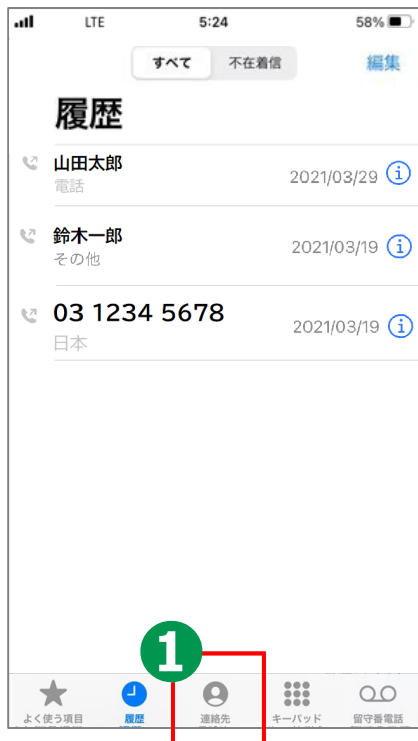 LTE 5:24 58%
すべて 不在着信 編集
履歴
山田太郎
電話 2021/03/29
鈴木一郎
その他 2021/03/19
03 1234 5678
日本 2021/03/19
1
よく使う項目 履歴 連絡先 キーパッド 留守番電話